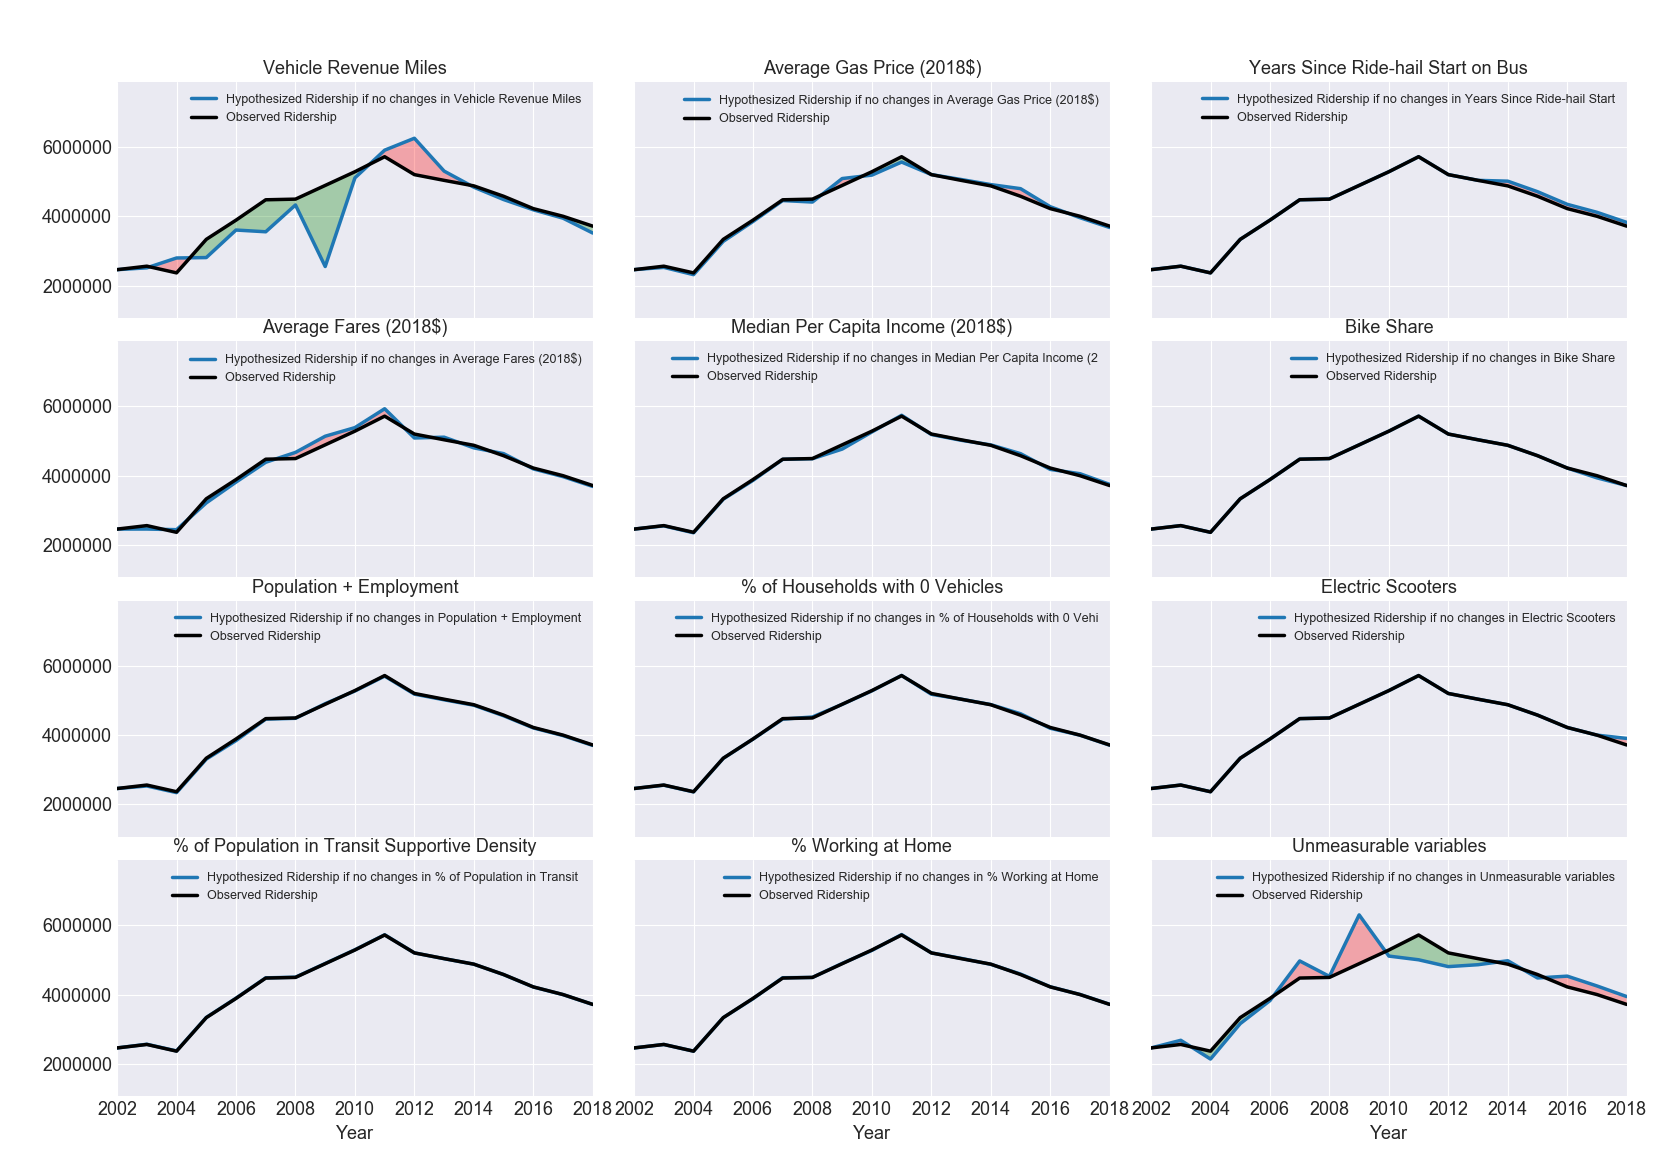 Vehicle Revenue Miles
Hypothesized Ridership if no changes in Vehicle Revenue Miles
Observed Ridership
6000000
4000000
2000000
Average Gas Price (2018$)
Hypothesized Ridership if no changes in Average Gas Price (2018$)
Observed Ridership
Years Since Ride-hail Start on Bus
Hypothesized Ridership if no changes in Years Since Ride-hail Start
Observed Ridership
Average Fares (2018$)
Hypothesized Ridership if no changes in Average Fares (2018$)
Observed Ridership
6000000
4000000
2000000
Median Per Capita Income (2018$)
Hypothesized Ridership if no changes in Median Per Capita Income (2
Observed Ridership
Bike Share
Hypothesized Ridership if no changes in Bike Share
Observed Ridership
Population + Employment
Hypothesized Ridership if no changes in Population + Employment
Observed Ridership
6000000
4000000
2000000
% of Households with 0 Vehicles
Hypothesized Ridership if no changes in % of Households with 0 Vehi
Observed Ridership
Electric Scooters
Hypothesized Ridership if no changes in Electric Scooters
Observed Ridership
% of Population in Transit Supportive Density
Hypothesized Ridership if no changes in % of Population in Transit
Observed Ridership
6000000
4000000
2000000
2002 2004 2006 2008 2010 2012 2014 2016 2018
Year
% Working at Home
Hypothesized Ridership if no changes in % Working at Home
Observed Ridership
2002 2004 2006 2008 2010 2012 2014 2016 2018
Year
Unmeasurable variables
Hypothesized Ridership if no changes in Unmeasurable variables
Observed Ridership
2002 2004 2006 2008 2010 2012 2014 2016 2018
Year